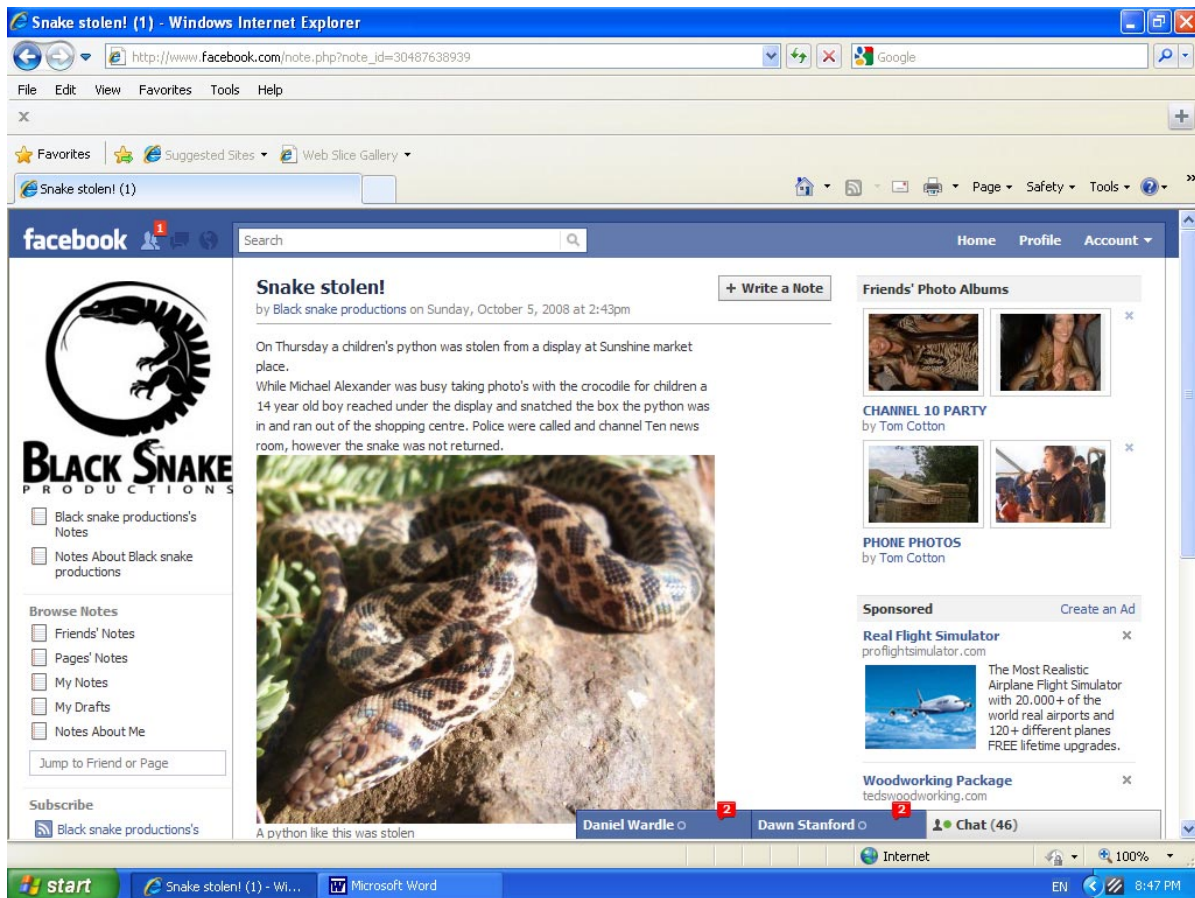 Snake stolen! (1) - Windows Internet Explorer
http://www.facebook.com/note.php?note_id=30487638939
Google
File Edit View Favorites Tools Help
x
Favorites Suggested Sites Web Slice Gallery
Snake stolen! (1)
Page Safety Tools
facebook 1 Search Home Profile Account
BLACK SNAKE
PRODUCTIONS
Black snake productions's
Notes
Notes About Black snake
productions
Browse Notes
Friends' Notes
Pages' Notes
My Notes
My Drafts
Notes About Me
Jump to Friend or Page
Subscribe
Black snake productions's
Snake stolen!
+ Write a Note
by Black snake productions on Sunday, October 5, 2008 at 2:43pm
On Thursday a children's python was stolen from a display at Sunshine market
place.
While Michael Alexander was busy taking photo's with the crocodile for children a
14 year old boy reached under the display and snatched the box the python was
in and ran out of the shopping centre. Police were called and channel Ten news
room, however the snake was not returned.
A python like this was stolen
Friends' Photo Albums
CHANNEL 10 PARTY
by Tom Cotton
PHONE PHOTOS
by Tom Cotton
Sponsored Create an Ad
Real Flight Simulator
proflightsimulator.com
The Most Realistic
Airplane Flight Simulator
with 20.000+ of the
world real airports and
120+ different planes
FREE lifetime upgrades.
Woodworking Package
tedswoodworking.com
Daniel Wardle 2 Dawn Stanford 2 Chat (46)
Internet 100%
start Snake stolen! (1) - Wi... Microsoft Word EN 8:47 PM